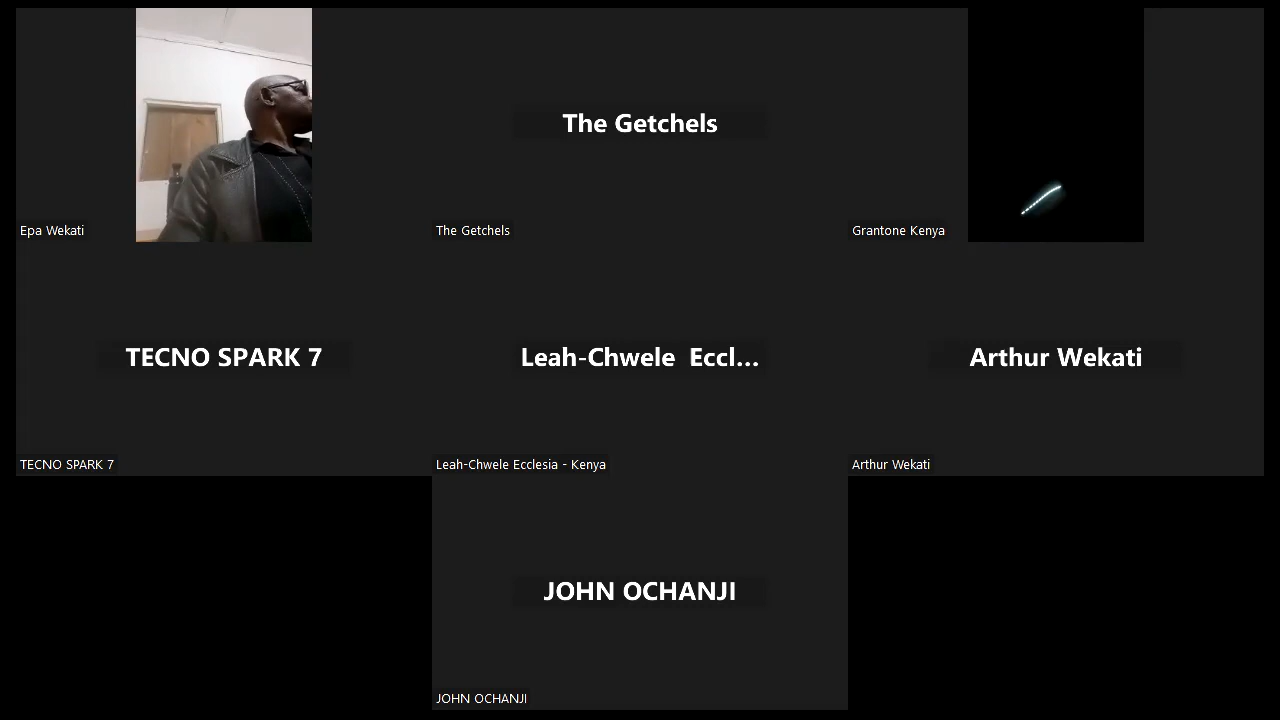 The Getchels
Epa Wekati
The Getchels
Grantone Kenya
TECNO SPARK 7
Leah-Chwele Eccl...
Arthur Wekati
TECNO SPARK 7
Leah-Chwele Ecclesia - Kenya
Arthur Wekati
JOHN OCHANJI
JOHN OCHANJI